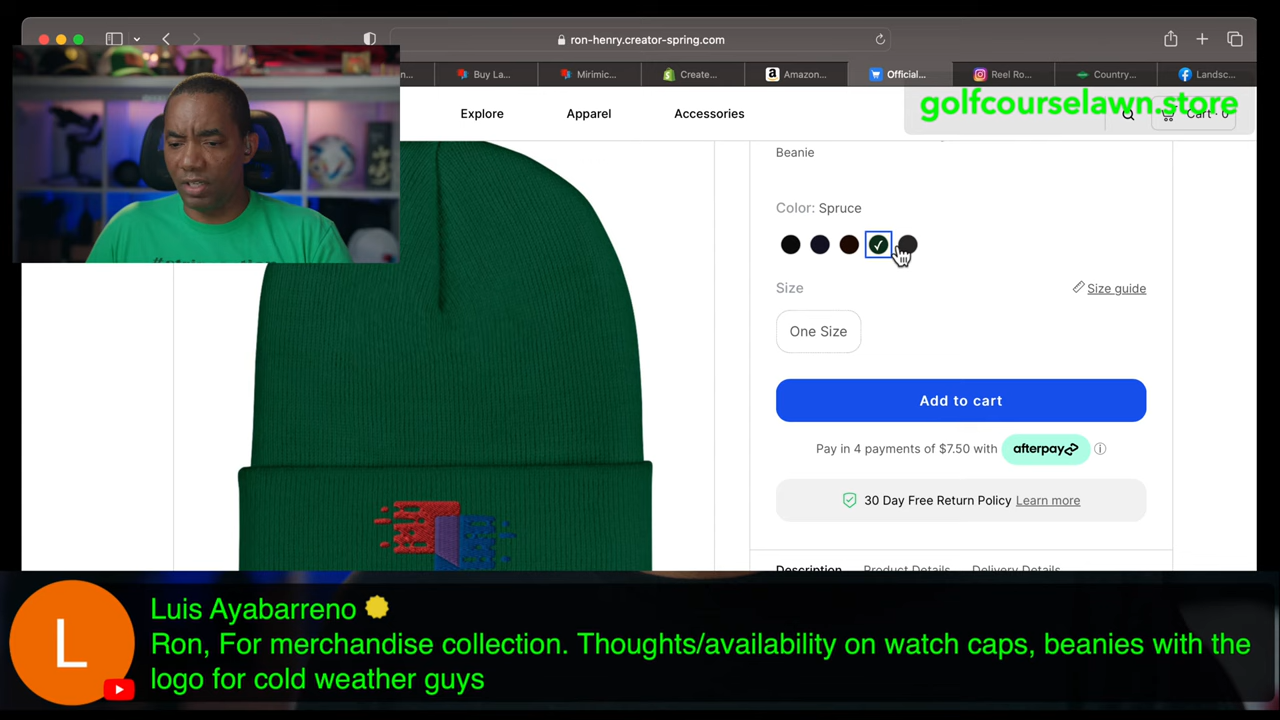 ron-henry.creator-spring.com
n... Buy La... Mirimic... Create... Amazon... Official... Reel Ro... Country... Landsc...
Explore Apparel Accessories
golfcourselawn.store
Cart · 0
Beanie
Color: Spruce
Size
Size guide
One Size
Add to cart
Pay in 4 payments of $7.50 with afterpay
30 Day Free Return Policy Learn more
Description Product Details Delivery Details
L
Luis Ayabarreno
Ron, For merchandise collection. Thoughts/availability on watch caps, beanies with the
logo for cold weather guys